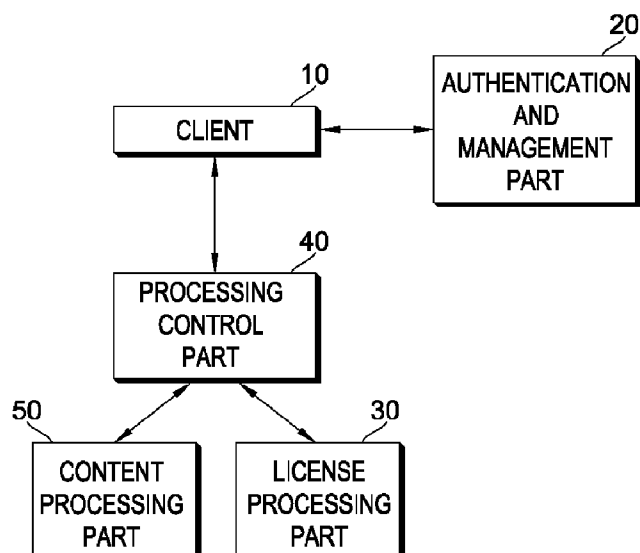 20
AUTHENTICATION
AND
MANAGEMENT
PART
10
CLIENT
40
PROCESSING
CONTROL
PART
50
CONTENT
PROCESSING
PART
30
LICENSE
PROCESSING
PART